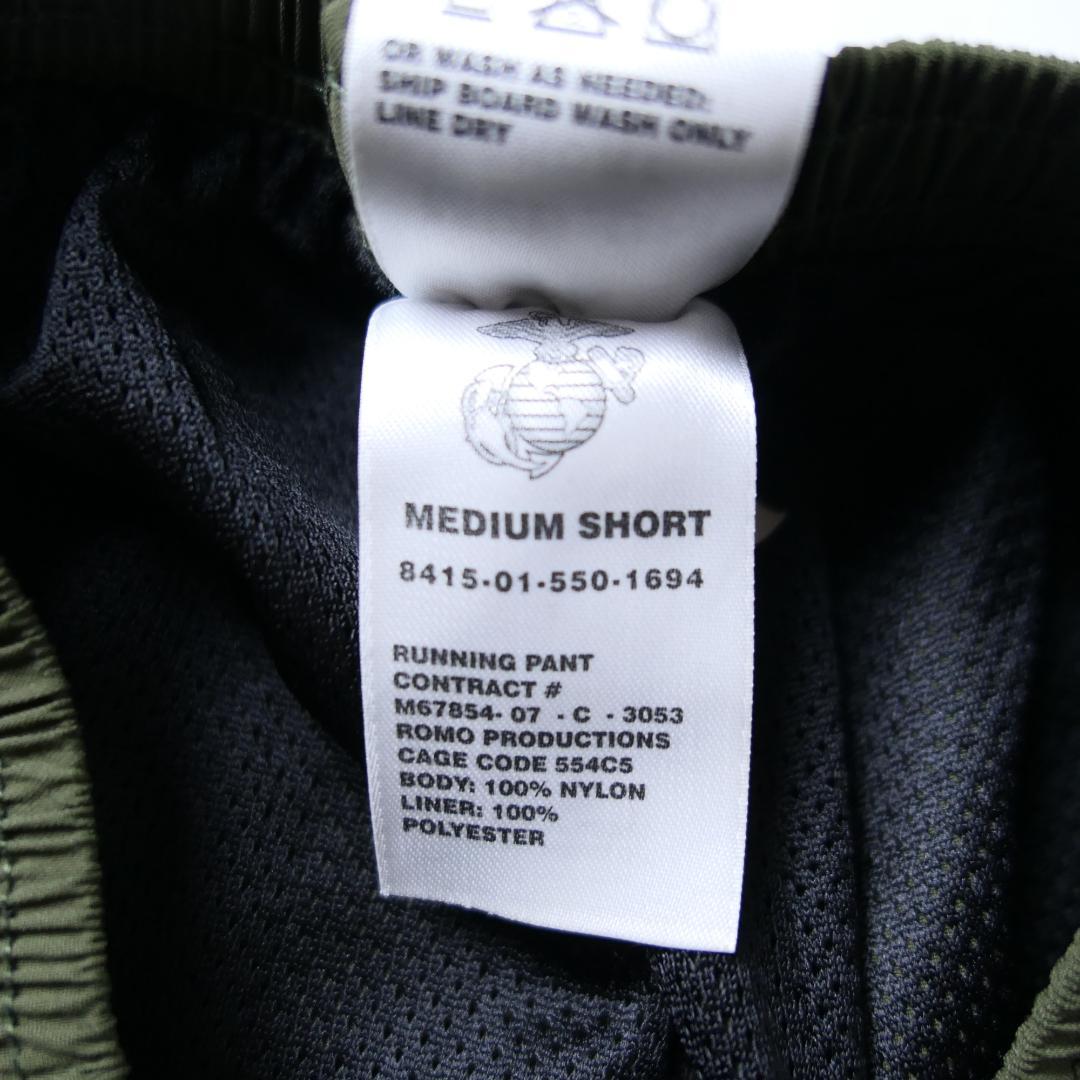 OR WASH AS NEEDED:
SHIP BOARD WASH ONLY
LINE DRY
MEDIUM SHORT
8415-01-550-1694
RUNNING PANT
CONTRACT #
M67854- 07 - C - 3053
ROMO PRODUCTIONS
CAGE CODE 554C5
BODY: 100% NYLON
LINER: 100%
POLYESTER